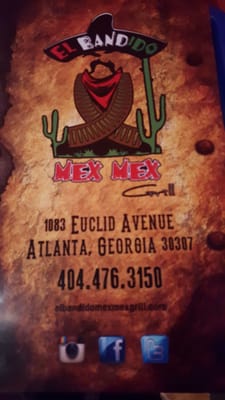 EL BANDIDO
MEX MEX
Grill
1083 EUCLID AVENUE
ATLANTA, GEORGIA 30307
404.476.3150
elbandidomexmexgrill.com